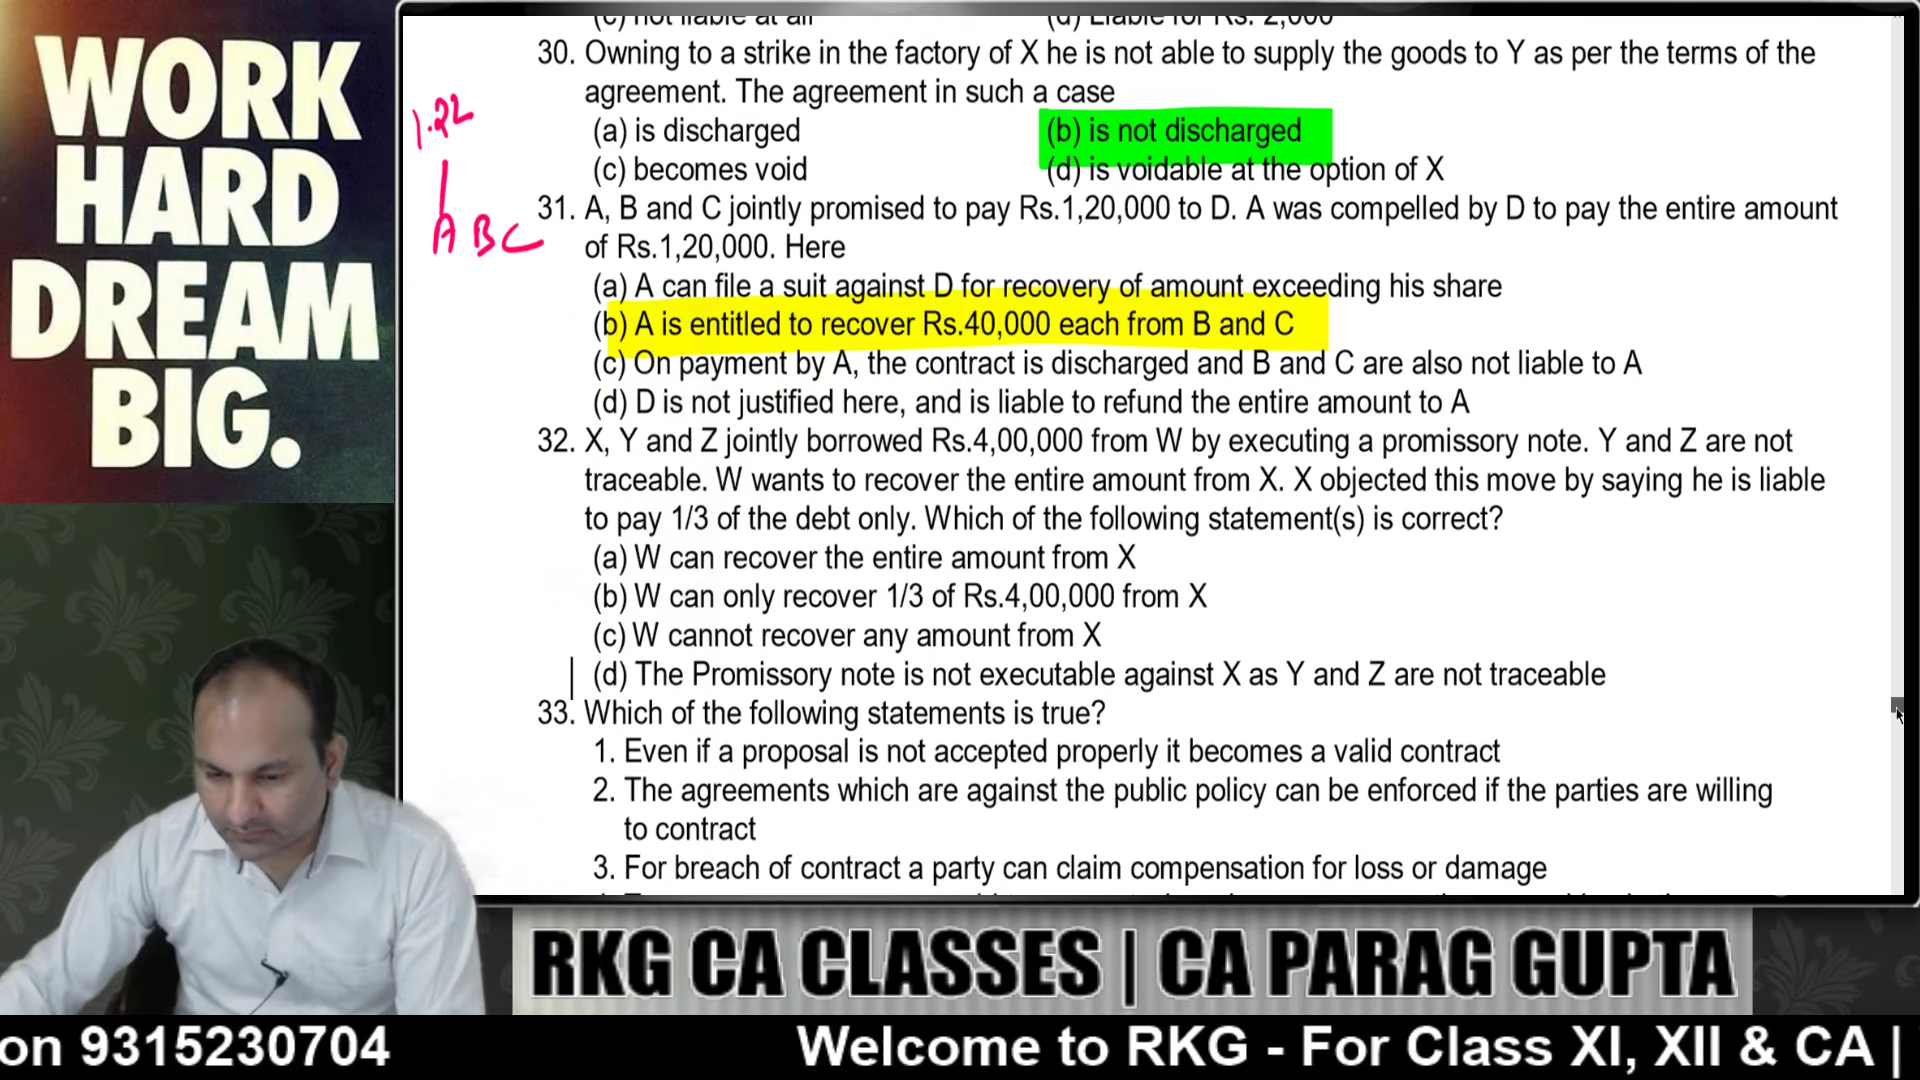 WORK
HARD
DREAM
BIG.
(c) not liable at all (d) Liable for Rs. 2,000
30. Owning to a strike in the factory of X he is not able to supply the goods to Y as per the terms of the
agreement. The agreement in such a case
(a) is discharged (b) is not discharged
(c) becomes void (d) is voidable at the option of X
1.22
A B C
31. A, B and C jointly promised to pay Rs.1,20,000 to D. A was compelled by D to pay the entire amount
of Rs.1,20,000. Here
(a) A can file a suit against D for recovery of amount exceeding his share
(b) A is entitled to recover Rs.40,000 each from B and C
(c) On payment by A, the contract is discharged and B and C are also not liable to A
(d) D is not justified here, and is liable to refund the entire amount to A
32. X, Y and Z jointly borrowed Rs.4,00,000 from W by executing a promissory note. Y and Z are not
traceable. W wants to recover the entire amount from X. X objected this move by saying he is liable
to pay 1/3 of the debt only. Which of the following statement(s) is correct?
(a) W can recover the entire amount from X
(b) W can only recover 1/3 of Rs.4,00,000 from X
(c) W cannot recover any amount from X
(d) The Promissory note is not executable against X as Y and Z are not traceable
33. Which of the following statements is true?
1. Even if a proposal is not accepted properly it becomes a valid contract
2. The agreements which are against the public policy can be enforced if the parties are willing
to contract
3. For breach of contract a party can claim compensation for loss or damage
RKG CA CLASSES | CA PARAG GUPTA
on 9315230704 Welcome to RKG - For Class XI, XII & CA |